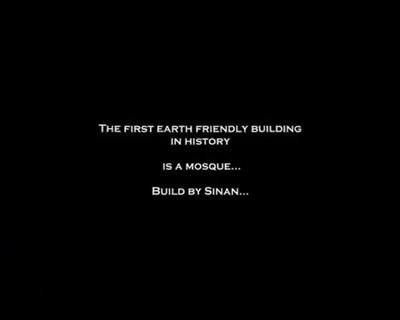 The first earth friendly building
in history
is a mosque...
Build by Sinan...